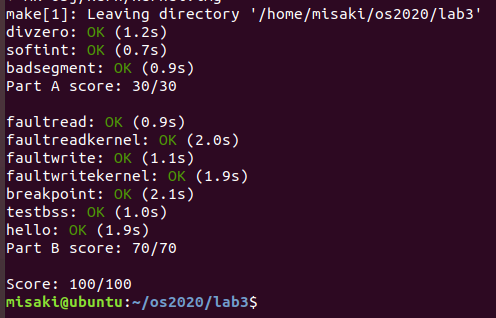 make[1]: Leaving directory '/home/misaki/os2020/lab3'
divzero: OK (1.2s)
softint: OK (0.7s)
badsegment: OK (0.9s)
Part A score: 30/30
faultread: OK (0.9s)
faultreadkernel: OK (2.0s)
faultwrite: OK (1.1s)
faultwritekernel: OK (1.9s)
breakpoint: OK (2.1s)
testbss: OK (1.0s)
hello: OK (1.9s)
Part B score: 70/70
Score: 100/100
misaki@ubuntu:~/os2020/lab3$